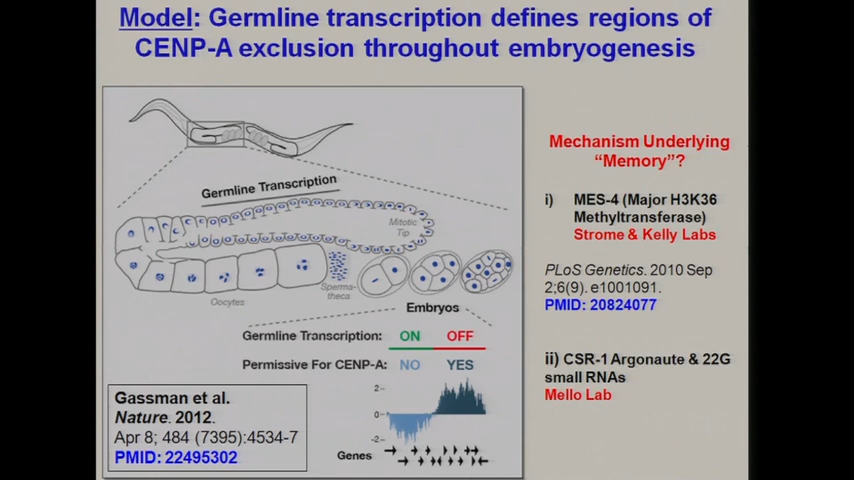 Model: Germline transcription defines regions of
CENP-A exclusion throughout embryogenesis
Germline Transcription
Mitotic
Tip
Oocytes
Sperma-
theca
Embryos
Germline Transcription: ON OFF
Permissive For CENP-A: NO YES
2
0
-2
Genes
Gassman et al.
Nature. 2012.
Apr 8; 484 (7395):4534-7
PMID: 22495302
Mechanism Underlying
“Memory”?
i) MES-4 (Major H3K36
Methyltransferase)
Strome & Kelly Labs
PLoS Genetics. 2010 Sep
2;6(9). e1001091.
PMID: 20824077
ii) CSR-1 Argonaute & 22G
small RNAs
Mello Lab